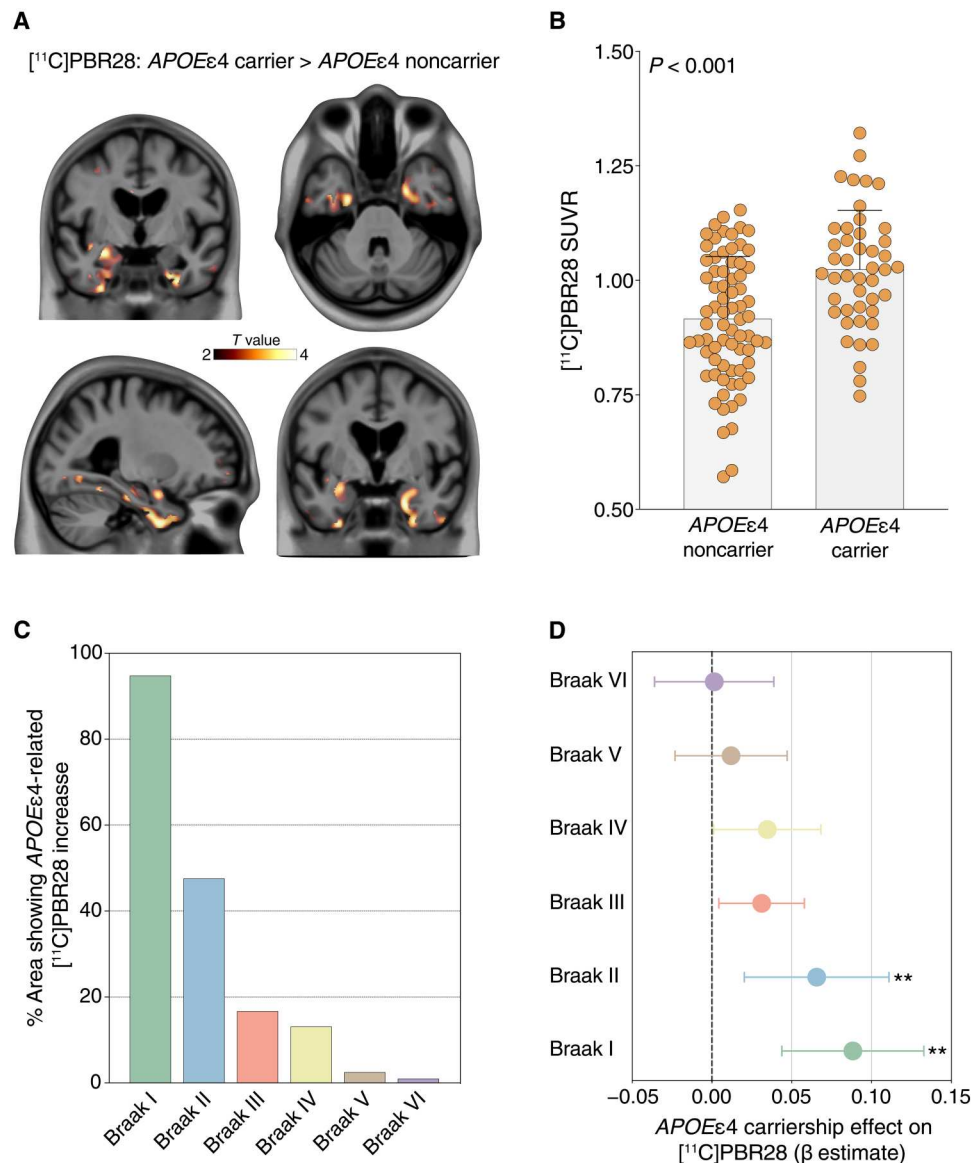 A
[¹¹C]PBR28: APOEε4 carrier > APOEε4 noncarrier
T value
2 4
B
P < 0.001
[¹¹C]PBR28 SUVR
1.50
1.25
1.00
0.75
0.50
APOEε4
noncarrier
APOEε4
carrier
C
% Area showing APOEε4-related
[¹¹C]PBR28 increasse
100
80
60
40
20
0
Braak I
Braak II
Braak III
Braak IV
Braak V
Braak VI
D
Braak VI
Braak V
Braak IV
Braak III
Braak II
**
Braak I
**
−0.05 0.00 0.05 0.10 0.15
APOEε4 carriership effect on
[¹¹C]PBR28 (β estimate)